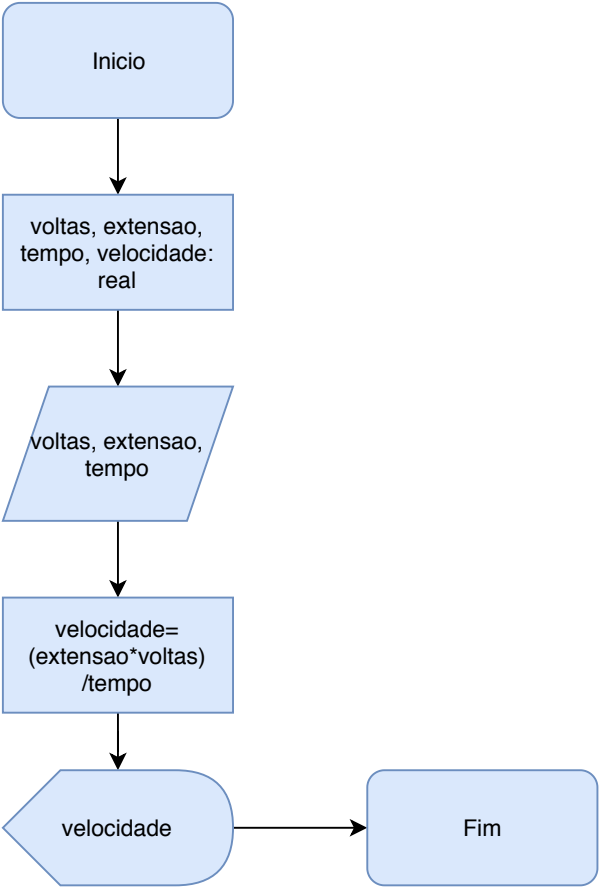 Inicio
voltas, extensao,
tempo, velocidade:
real
voltas, extensao,
tempo
velocidade=
(extensao*voltas)
/tempo
velocidade
Fim